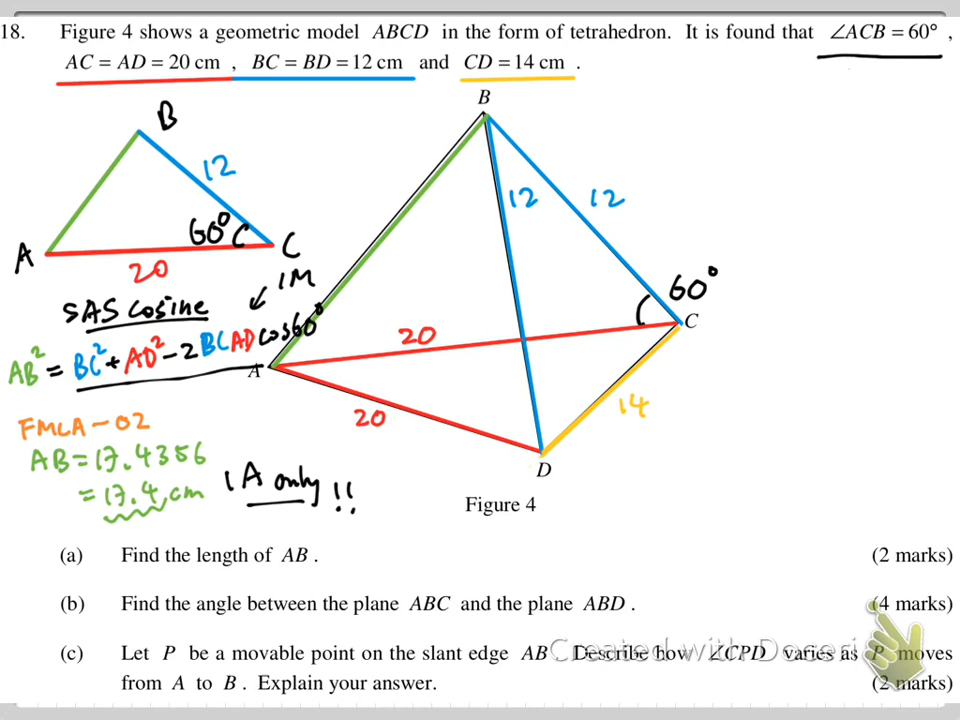 18. Figure 4 shows a geometric model ABCD in the form of tetrahedron. It is found that ∠ACB = 60° ,
AC = AD = 20 cm , BC = BD = 12 cm and CD = 14 cm .
B
12
60°
A
C
20
SAS Cosine
1M
AB² = BC² + AD² - 2 BC AD cos60°
FMLA - 02
AB = 17.4356
= 17.4 cm
1A only !!
B
12
12
60°
C
20
A
20
14
D
Figure 4
(a) Find the length of AB . (2 marks)
(b) Find the angle between the plane ABC and the plane ABD . (4 marks)
(c) Let P be a movable point on the slant edge AB . Describe how ∠CPD varies as P moves
from A to B . Explain your answer. (2 marks)
Created with